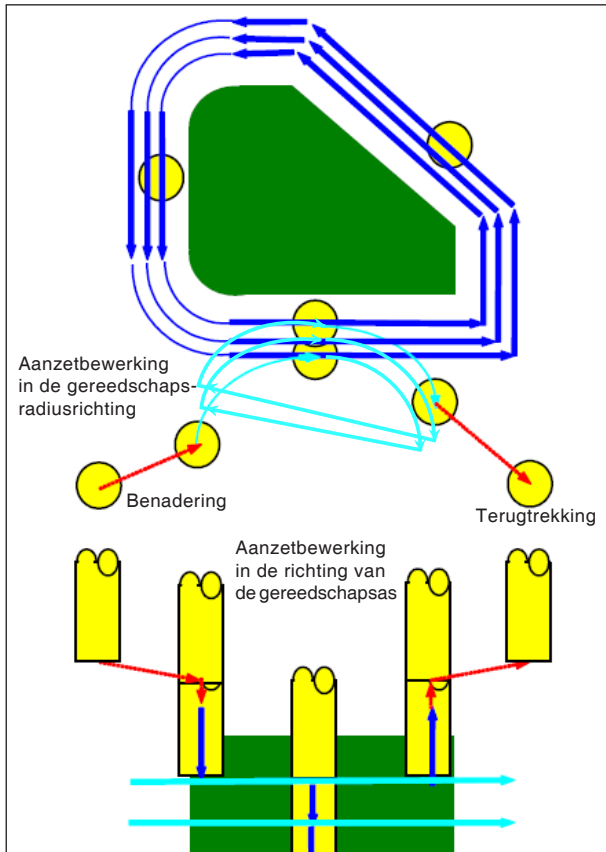 Aanzetbewerking
in de gereedschaps-
radiusrichting
Benadering
Terugtrekking
Aanzetbewerking
in de richting van
de gereedschapsas